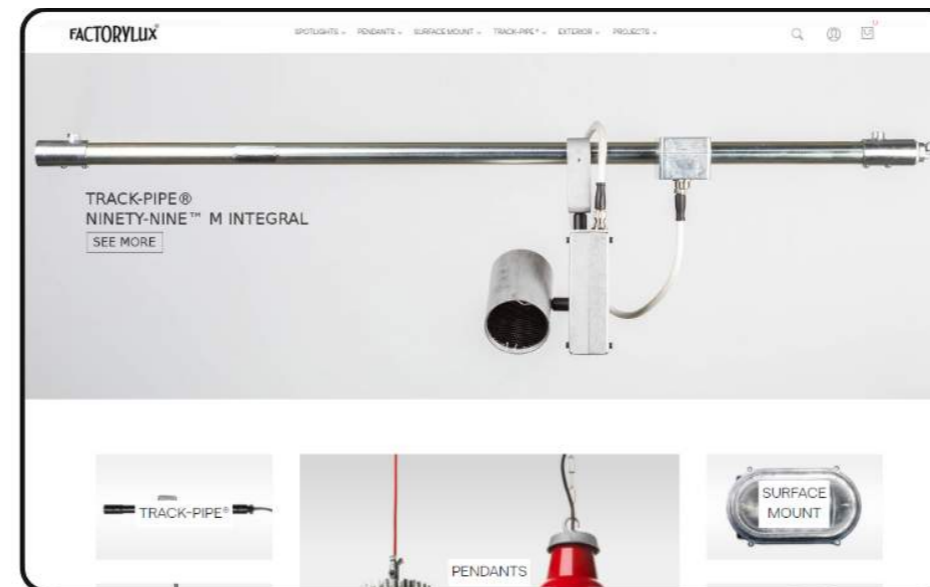 FACTORYLUX®
SPOTLIGHTS PENDANTS SURFACE MOUNT TRACK-PIPE® EXTERIOR PROJECTS
TRACK-PIPE®
NINETY-NINE™ M INTEGRAL
SEE MORE
TRACK-PIPE®
PENDANTS
SURFACE
MOUNT